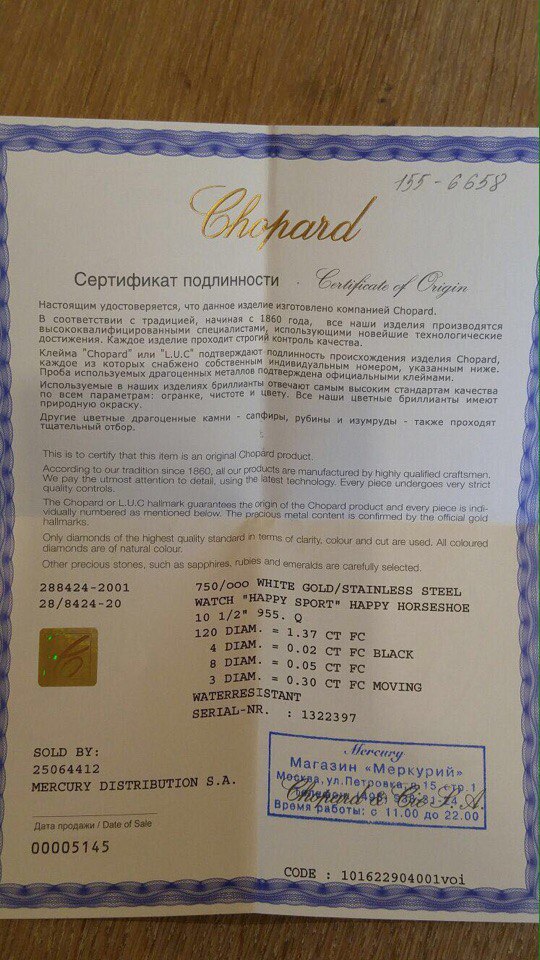 155-6658
Chopard
Сертификат подлинности · Certificate of Origin
Настоящим удостоверяется, что данное изделие изготовлено компанией Chopard.
В соответствии с традицией, начиная с 1860 года, все наши изделия производятся
высококвалифицированными специалистами, использующими новейшие технологические
достижения. Каждое изделие проходит строгий контроль качества.
Клейма "Chopard" или "L.U.C" подтверждают подлинность происхождения изделия Chopard,
каждое из которых снабжено собственным индивидуальным номером, указанным ниже.
Проба используемых драгоценных металлов подтверждена официальными клеймами.
Используемые в наших изделиях бриллианты отвечают самым высоким стандартам качества
по всем параметрам: огранке, чистоте и цвету. Все наши цветные бриллианты имеют
природную окраску.
Другие цветные драгоценные камни - сапфиры, рубины и изумруды - также проходят
тщательный отбор.
This is to certify that this item is an original Chopard product.
According to our tradition since 1860, all our products are manufactured by highly qualified craftsmen.
We pay the utmost attention to detail, using the latest technology. Every piece undergoes very strict
quality controls.
The Chopard or L.U.C hallmark guarantees the origin of the Chopard product and every piece is indi-
vidually numbered as mentioned below. The precious metal content is confirmed by the official gold
hallmarks.
Only diamonds of the highest quality standard in terms of clarity, colour and cut are used. All coloured
diamonds are of natural colour.
Other precious stones, such as sapphires, rubies and emeralds are carefully selected.
288424-2001 750/ooo WHITE GOLD/STAINLESS STEEL
28/8424-20 WATCH "HAPPY SPORT" HAPPY HORSESHOE
10 1/2" 955. Q
120 DIAM. = 1.37 CT FC
4 DIAM. = 0.02 CT FC BLACK
8 DIAM. = 0.05 CT FC
3 DIAM. = 0.30 CT FC MOVING
WATERRESISTANT
SERIAL-NR. : 1322397
SOLD BY:
25064412
MERCURY DISTRIBUTION S.A.
Mercury
Магазин «Меркурий»
Москва, ул.Петровка, 15, стр.1
Chopard & Cie S.A.
Время работы: с 11.00 до 22.00
Дата продажи / Date of Sale
00005145
CODE : 101622904001voi